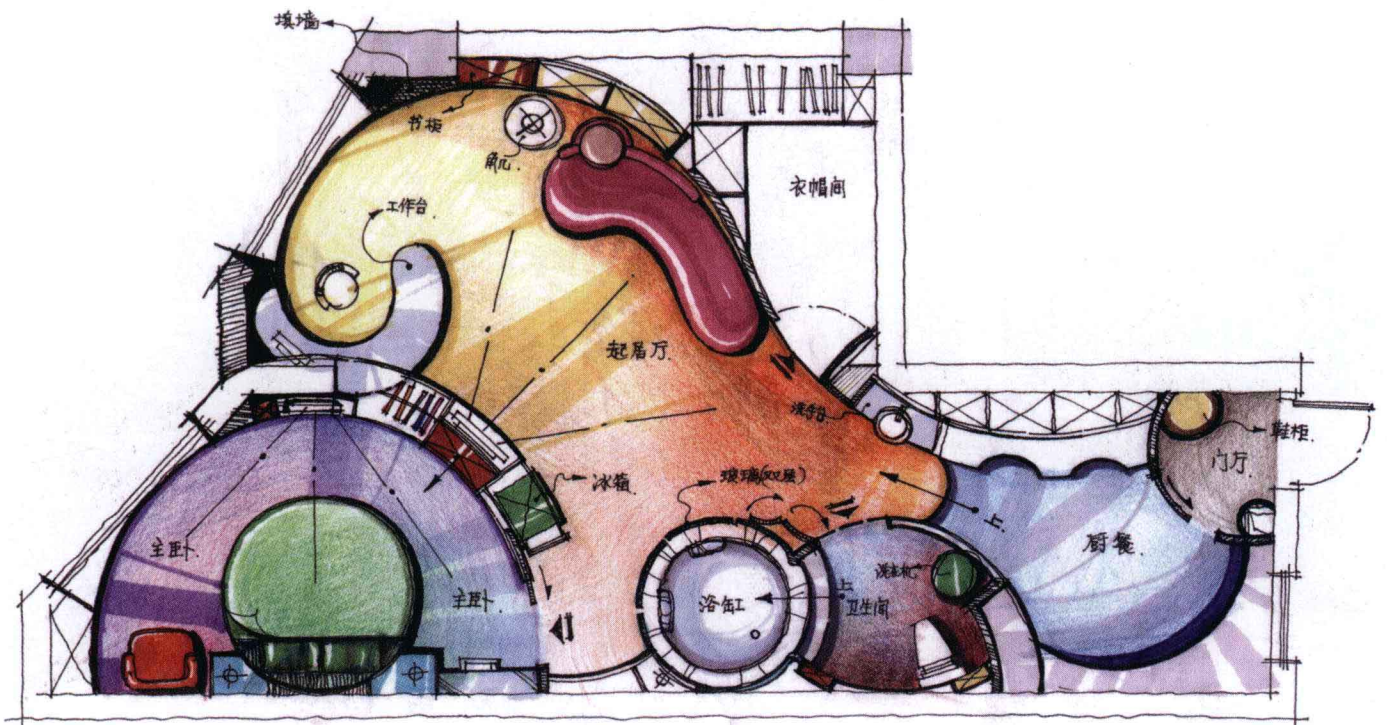 填墙
书柜
角几.
衣帽间
工作台
起居厅.
洗手台.
鞋柜.
门厅
冰箱
玻璃(双层)
上.
厨餐.
主卧.
主卧.
浴缸
上
卫生间
洗衣机